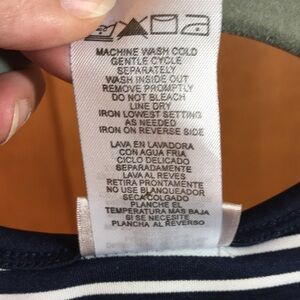 MACHINE WASH COLD
GENTLE CYCLE
SEPARATELY
WASH INSIDE OUT
REMOVE PROMPTLY
DO NOT BLEACH
LINE DRY
IRON LOWEST SETTING
AS NEEDED
IRON ON REVERSE SIDE
LAVA EN LAVADORA
CON AGUA FRIA
CICLO DELICADO
SEPARADAMENTE
LAVA AL REVES
RETIRA PRONTAMENTE
NO USE BLANQUEADOR
SECA COLGADO
PLANCHE EL
TEMPERATURA MAS BAJA
SI SE NECESITE
PLANCHA AL REVERSO